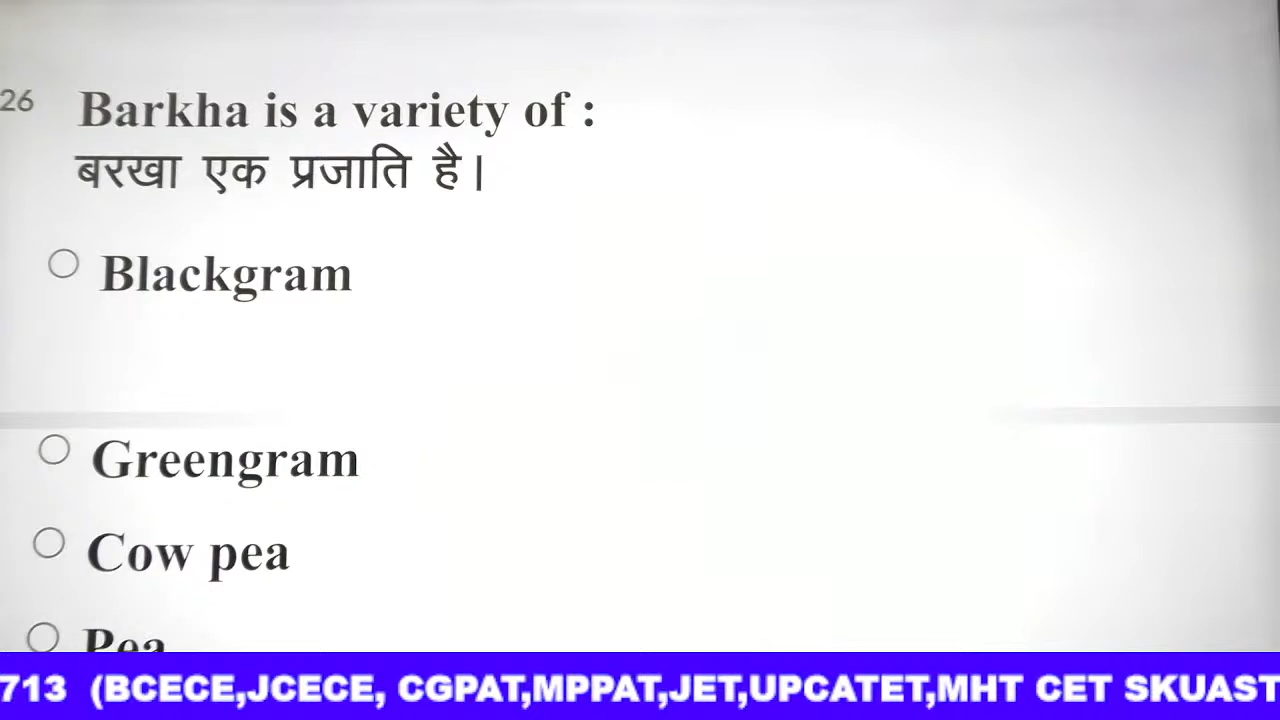 26 Barkha is a variety of :
बरखा एक प्रजाति है।
Blackgram
Greengram
Cow pea
Pea
713 (BCECE,JCECE, CGPAT,MPPAT,JET,UPCATET,MHT CET SKUAST